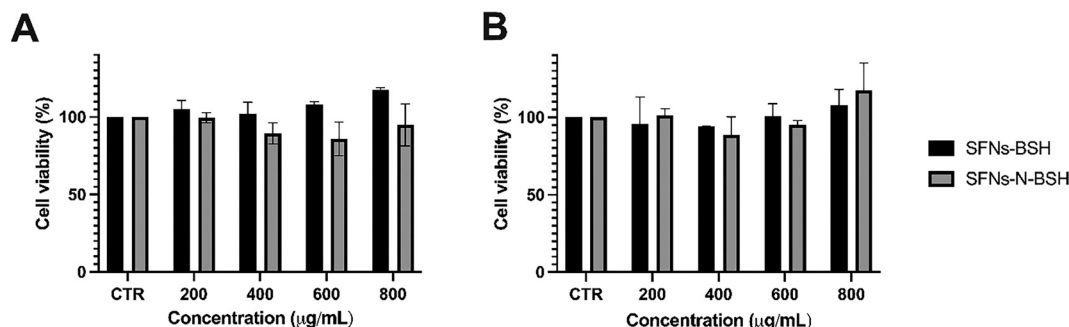 A
Cell viability (%)
100
50
0
CTR 200 400 600 800
Concentration (μg/mL)
B
Cell viability (%)
100
50
0
CTR 200 400 600 800
Concentration (μg/mL)
SFNs-BSH
SFNs-N-BSH